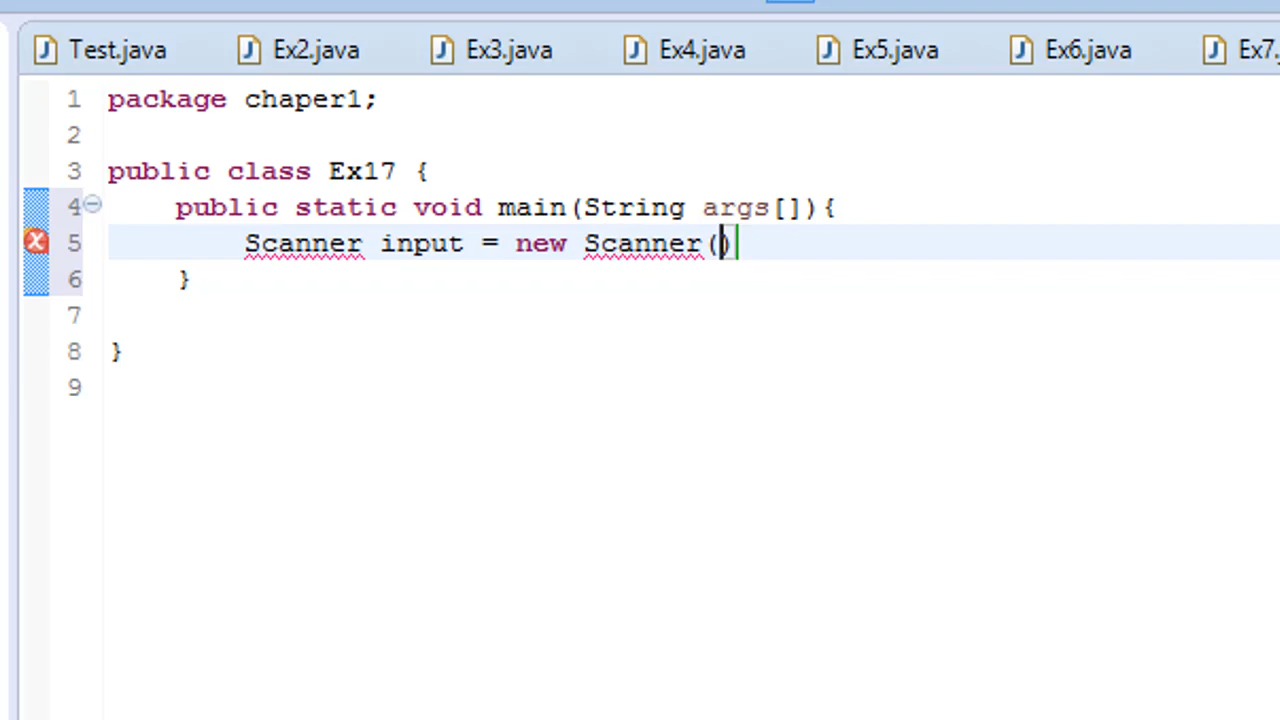 Test.java Ex2.java Ex3.java Ex4.java Ex5.java Ex6.java Ex7.
1 package chaper1;
2
3 public class Ex17 {
4 public static void main(String args[]){
5 Scanner input = new Scanner()
6 }
7
8 }
9